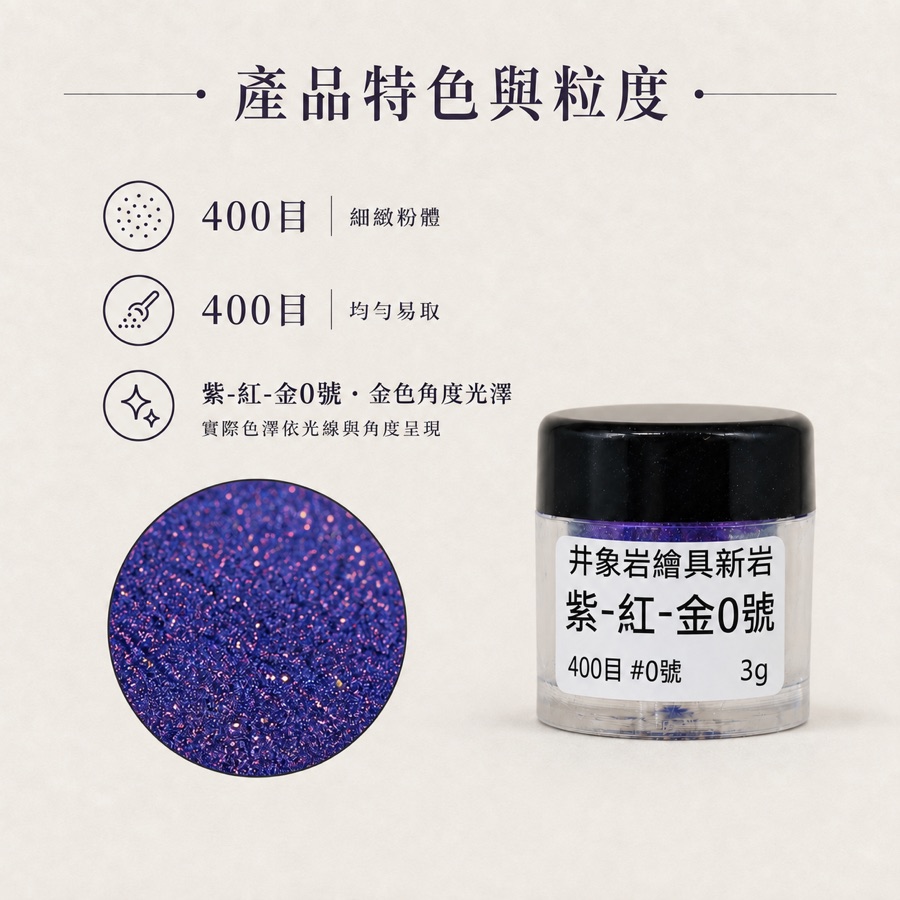 產品特色與粒度
400目 | 細緻粉體
400目 | 均勻易取
紫-紅-金0號・金色角度光澤
實際色澤依光線與角度呈現
井象岩繪具新岩
紫-紅-金0號
400目 #0號 3g